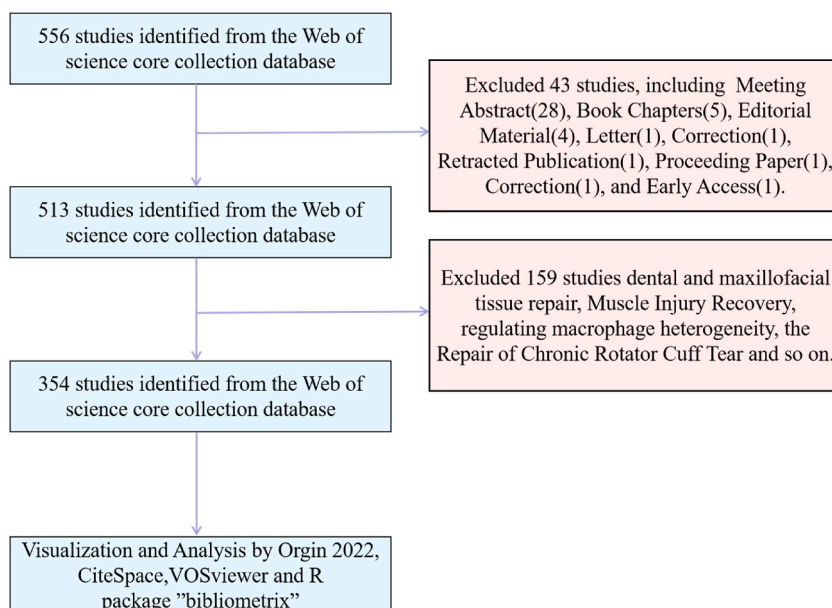 556 studies identified from the Web of
science core collection database
Excluded 43 studies, including Meeting
Abstract(28), Book Chapters(5), Editorial
Material(4), Letter(1), Correction(1),
Retracted Publication(1), Proceeding Paper(1),
Correction(1), and Early Access(1).
513 studies identified from the Web of
science core collection database
Excluded 159 studies dental and maxillofacial
tissue repair, Muscle Injury Recovery,
regulating macrophage heterogeneity, the
Repair of Chronic Rotator Cuff Tear and so on.
354 studies identified from the Web of
science core collection database
Visualization and Analysis by Orgin 2022,
CiteSpace,VOSviewer and R
package ”bibliometrix”